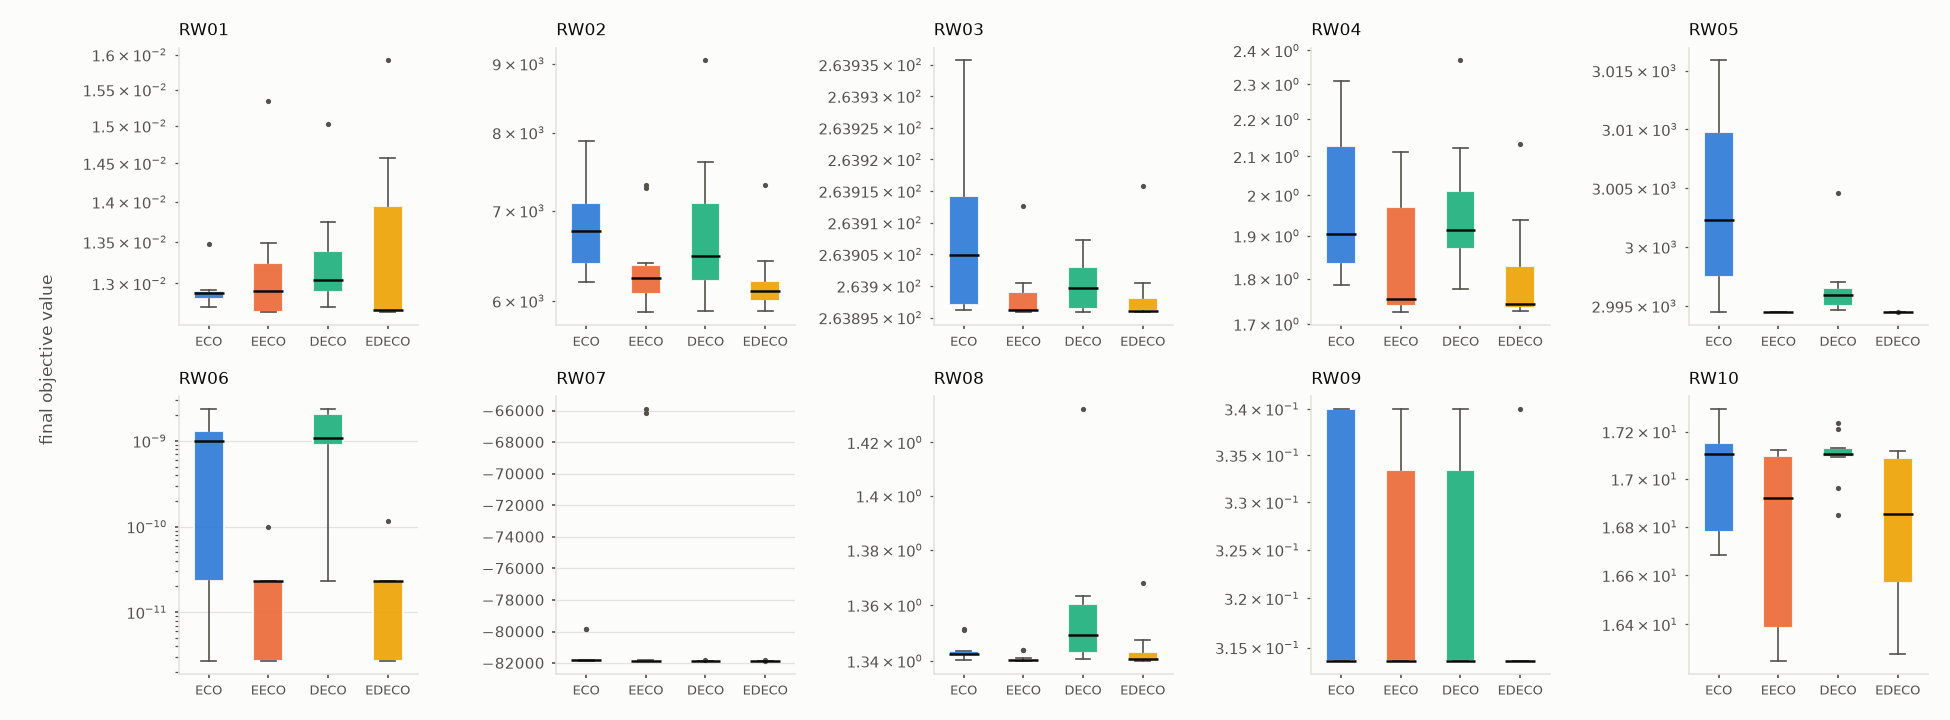 final objective value
RW01
1.6 × 10⁻²
1.55 × 10⁻²
1.5 × 10⁻²
1.45 × 10⁻²
1.4 × 10⁻²
1.35 × 10⁻²
1.3 × 10⁻²
ECO EECO DECO EDECO
RW02
9 × 10³
8 × 10³
7 × 10³
6 × 10³
ECO EECO DECO EDECO
RW03
2.63935 × 10²
2.6393 × 10²
2.63925 × 10²
2.6392 × 10²
2.63915 × 10²
2.6391 × 10²
2.63905 × 10²
2.639 × 10²
2.63895 × 10²
ECO EECO DECO EDECO
RW04
2.4 × 10⁰
2.3 × 10⁰
2.2 × 10⁰
2.1 × 10⁰
2 × 10⁰
1.9 × 10⁰
1.8 × 10⁰
1.7 × 10⁰
ECO EECO DECO EDECO
RW05
3.015 × 10³
3.01 × 10³
3.005 × 10³
3 × 10³
2.995 × 10³
ECO EECO DECO EDECO
RW06
10⁻⁹
10⁻¹⁰
10⁻¹¹
ECO EECO DECO EDECO
RW07
−66000
−68000
−70000
−72000
−74000
−76000
−78000
−80000
−82000
ECO EECO DECO EDECO
RW08
1.42 × 10⁰
1.4 × 10⁰
1.38 × 10⁰
1.36 × 10⁰
1.34 × 10⁰
ECO EECO DECO EDECO
RW09
3.4 × 10⁻¹
3.35 × 10⁻¹
3.3 × 10⁻¹
3.25 × 10⁻¹
3.2 × 10⁻¹
3.15 × 10⁻¹
ECO EECO DECO EDECO
RW10
1.72 × 10¹
1.7 × 10¹
1.68 × 10¹
1.66 × 10¹
1.64 × 10¹
ECO EECO DECO EDECO